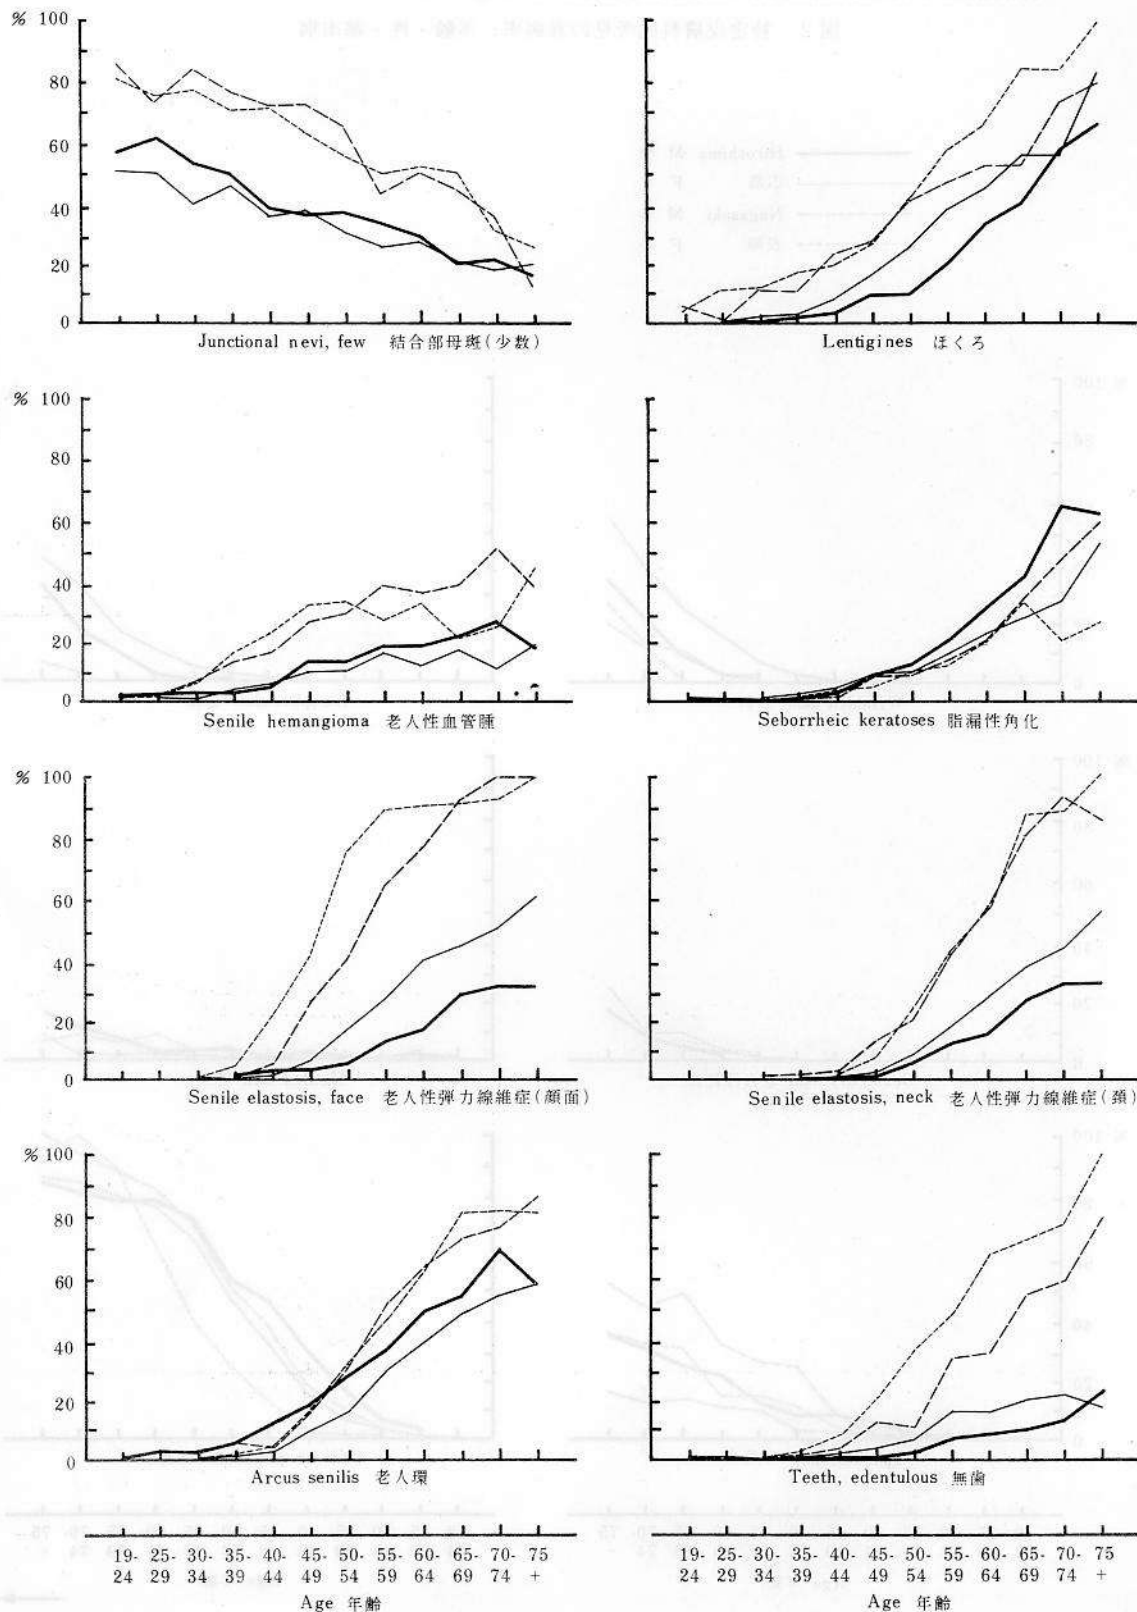 % 100
80
60
40
20
0
Junctional nevi, few 結合部母斑(少数)
Lentigines ほくろ
% 100
80
60
40
20
0
Senile hemangioma 老人性血管腫
Seborrheic keratoses 脂漏性角化
% 100
80
60
40
20
0
Senile elastosis, face 老人性弾力線維症(顔面)
Senile elastosis, neck 老人性弾力線維症(頚)
% 100
80
60
40
20
0
Arcus senilis 老人環
Teeth, edentulous 無歯
19- 25- 30- 35- 40- 45- 50- 55- 60- 65- 70- 75
24 29 34 39 44 49 54 59 64 69 74 +
Age 年齢
19- 25- 30- 35- 40- 45- 50- 55- 60- 65- 70- 75
24 29 34 39 44 49 54 59 64 69 74 +
Age 年齢